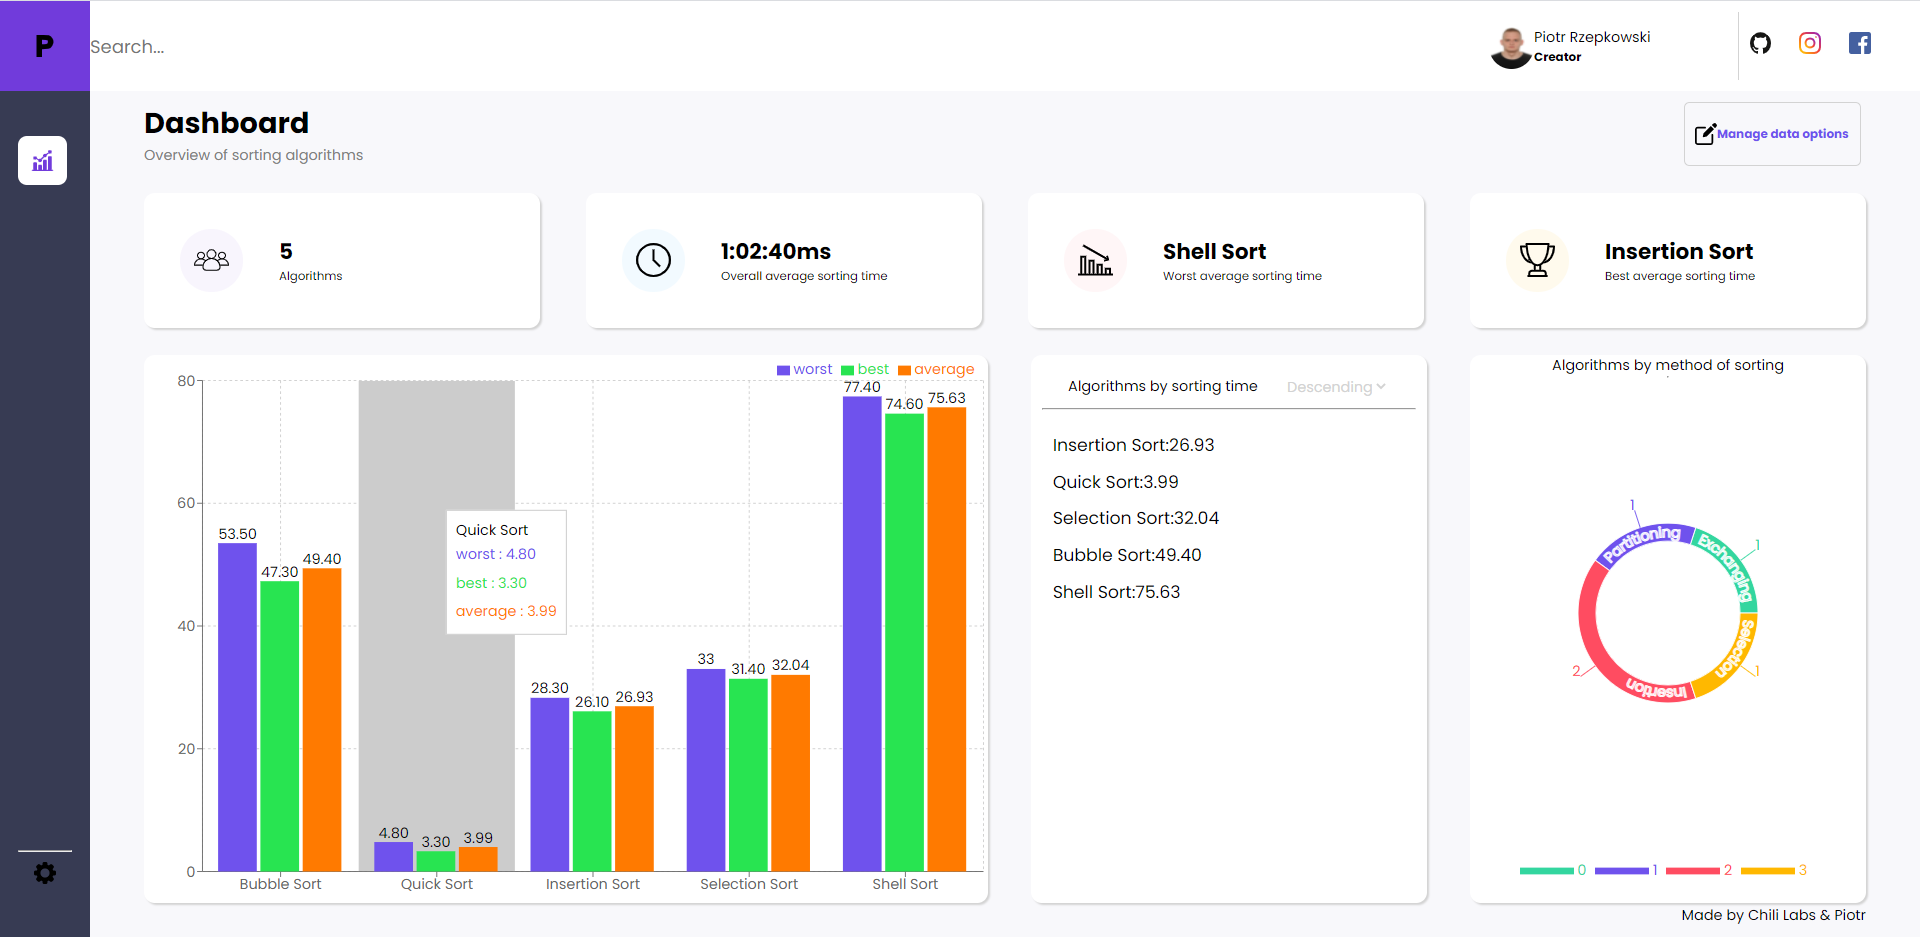 P
Search...
Piotr Rzepkowski
Creator
Dashboard
Overview of sorting algorithms
Manage data options
5
Algorithms
1:02:40ms
Overall average sorting time
Shell Sort
Worst average sorting time
Insertion Sort
Best average sorting time
worst best average
80
60
40
20
0
53.50
47.30
49.40
4.80
3.30
3.99
28.30
26.10
26.93
33
31.40
32.04
77.40
74.60
75.63
Quick Sort
worst : 4.80
best : 3.30
average : 3.99
Bubble Sort
Quick Sort
Insertion Sort
Selection Sort
Shell Sort
Algorithms by sorting time
Descending
Insertion Sort:26.93
Quick Sort:3.99
Selection Sort:32.04
Bubble Sort:49.40
Shell Sort:75.63
Algorithms by method of sorting
1
Partitioning
Exchanging
1
Selection
1
Insertion
2
0 1 2 3
Made by Chili Labs & Piotr